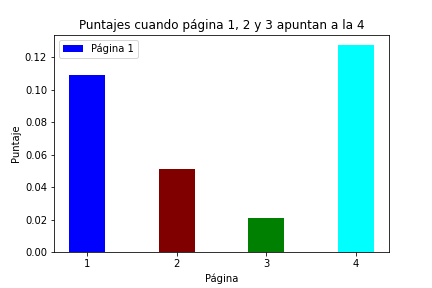 Puntajes cuando página 1, 2 y 3 apuntan a la 4
Página 1
0.12
0.10
0.08
0.06
0.04
0.02
0.00
Puntaje
1 2 3 4
Página